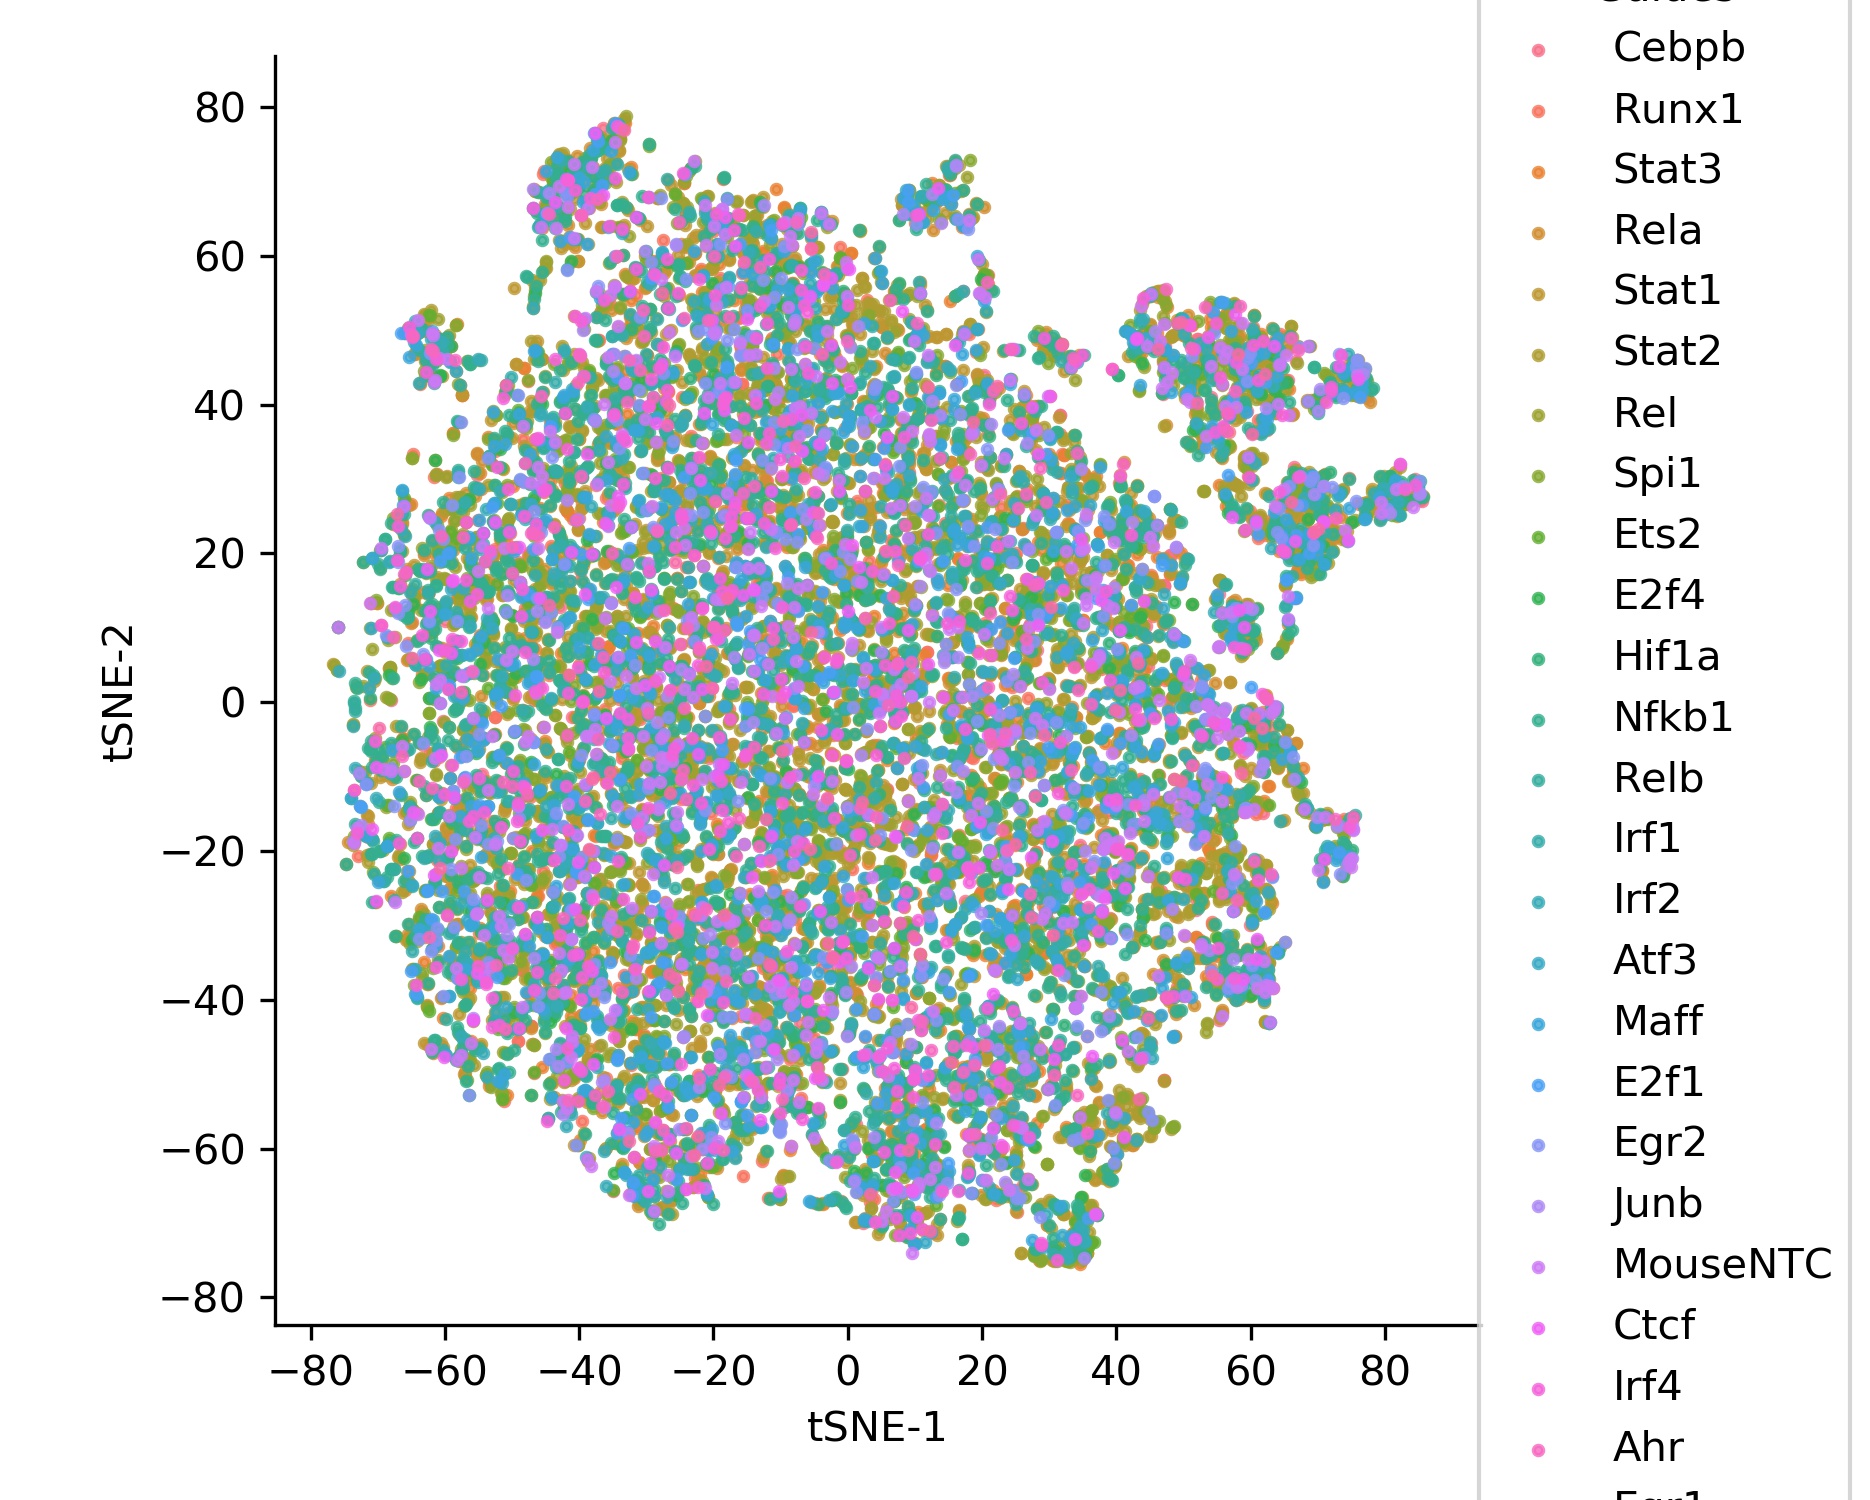 80
60
40
20
0
−20
−40
−60
−80
tSNE-2
−80 −60 −40 −20 0 20 40 60 80
tSNE-1
Cebpb
Runx1
Stat3
Rela
Stat1
Stat2
Rel
Spi1
Ets2
E2f4
Hif1a
Nfkb1
Relb
Irf1
Irf2
Atf3
Maff
E2f1
Egr2
Junb
MouseNTC
Ctcf
Irf4
Ahr
Egr1